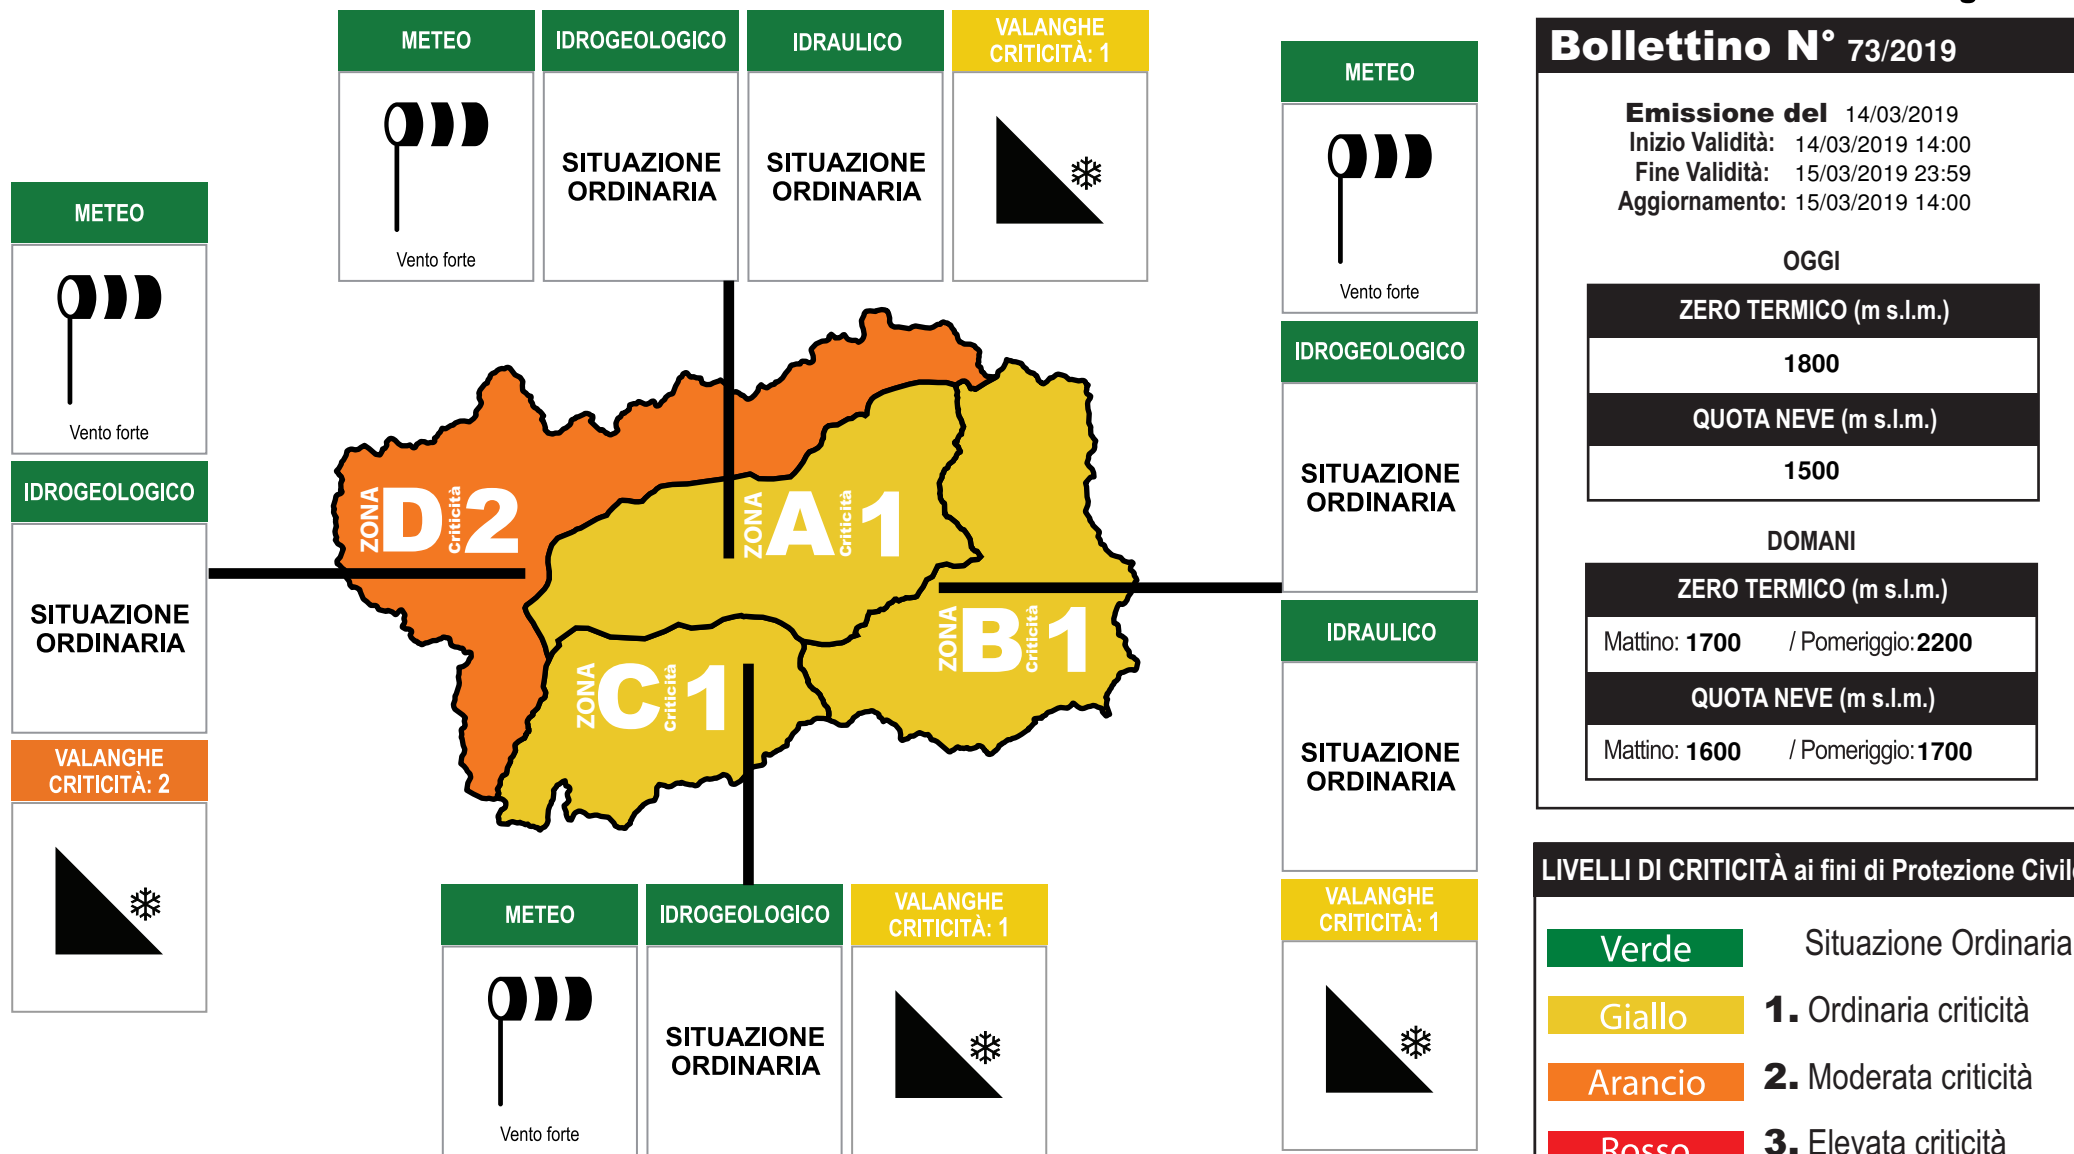 METEO
IDROGEOLOGICO
IDRAULICO
VALANGHE
CRITICITÀ: 1
Vento forte
SITUAZIONE
ORDINARIA
SITUAZIONE
ORDINARIA
METEO
Vento forte
IDROGEOLOGICO
SITUAZIONE
ORDINARIA
VALANGHE
CRITICITÀ: 2
ZONA D Criticità 2
ZONA A Criticità 1
ZONA B Criticità 1
ZONA C Criticità 1
METEO
Vento forte
IDROGEOLOGICO
SITUAZIONE
ORDINARIA
IDRAULICO
SITUAZIONE
ORDINARIA
VALANGHE
CRITICITÀ: 1
METEO
IDROGEOLOGICO
VALANGHE
CRITICITÀ: 1
Vento forte
SITUAZIONE
ORDINARIA
Bollettino N° 73/2019
Emissione del 14/03/2019
Inizio Validità: 14/03/2019 14:00
Fine Validità: 15/03/2019 23:59
Aggiornamento: 15/03/2019 14:00
OGGI
ZERO TERMICO (m s.l.m.)
1800
QUOTA NEVE (m s.l.m.)
1500
DOMANI
ZERO TERMICO (m s.l.m.)
Mattino: 1700 / Pomeriggio: 2200
QUOTA NEVE (m s.l.m.)
Mattino: 1600 / Pomeriggio: 1700
LIVELLI DI CRITICITÀ ai fini di Protezione Civile
Verde Situazione Ordinaria
Giallo 1. Ordinaria criticità
Arancio 2. Moderata criticità
Rosso 3. Elevata criticità